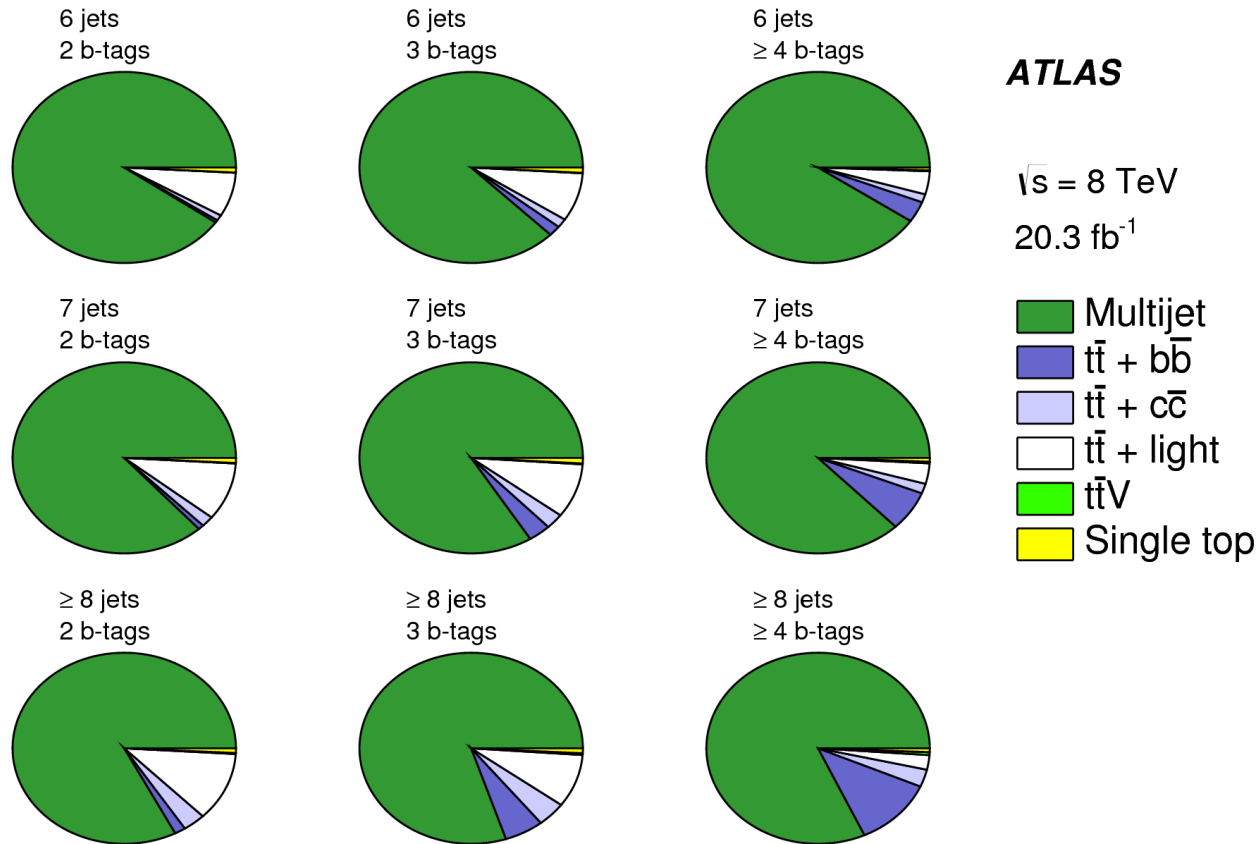 6 jets
2 b-tags
6 jets
3 b-tags
6 jets
≥ 4 b-tags
7 jets
2 b-tags
7 jets
3 b-tags
7 jets
≥ 4 b-tags
≥ 8 jets
2 b-tags
≥ 8 jets
3 b-tags
≥ 8 jets
≥ 4 b-tags
ATLAS
√s = 8 TeV
20.3 fb⁻¹
Multijet
tt̄ + bb̄
tt̄ + cc̄
tt̄ + light
tt̄V
Single top